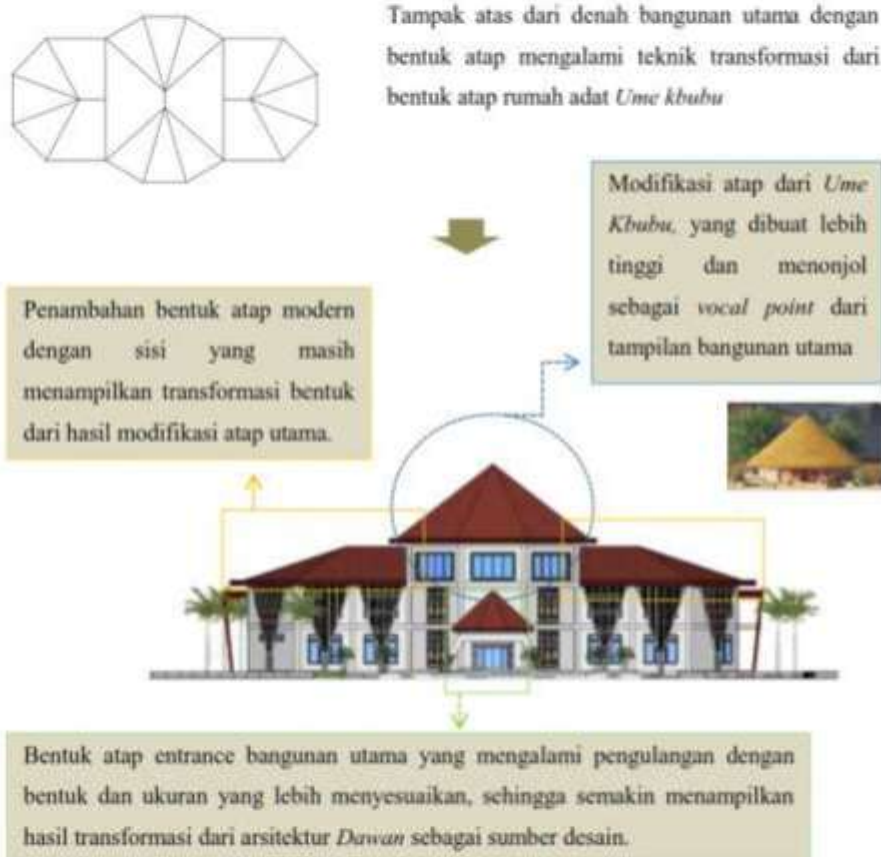 Tampak atas dari denah bangunan utama dengan
bentuk atap mengalami teknik transformasi dari
bentuk atap rumah adat Ume kbubu
Modifikasi atap dari Ume
Kbubu, yang dibuat lebih
tinggi dan menonjol
sebagai vocal point dari
tampilan bangunan utama
Penambahan bentuk atap modern
dengan sisi yang masih
menampilkan transformasi bentuk
dari hasil modifikasi atap utama.
Bentuk atap entrance bangunan utama yang mengalami pengulangan dengan
bentuk dan ukuran yang lebih menyesuaikan, sehingga semakin menampilkan
hasil transformasi dari arsitektur Dawan sebagai sumber desain.